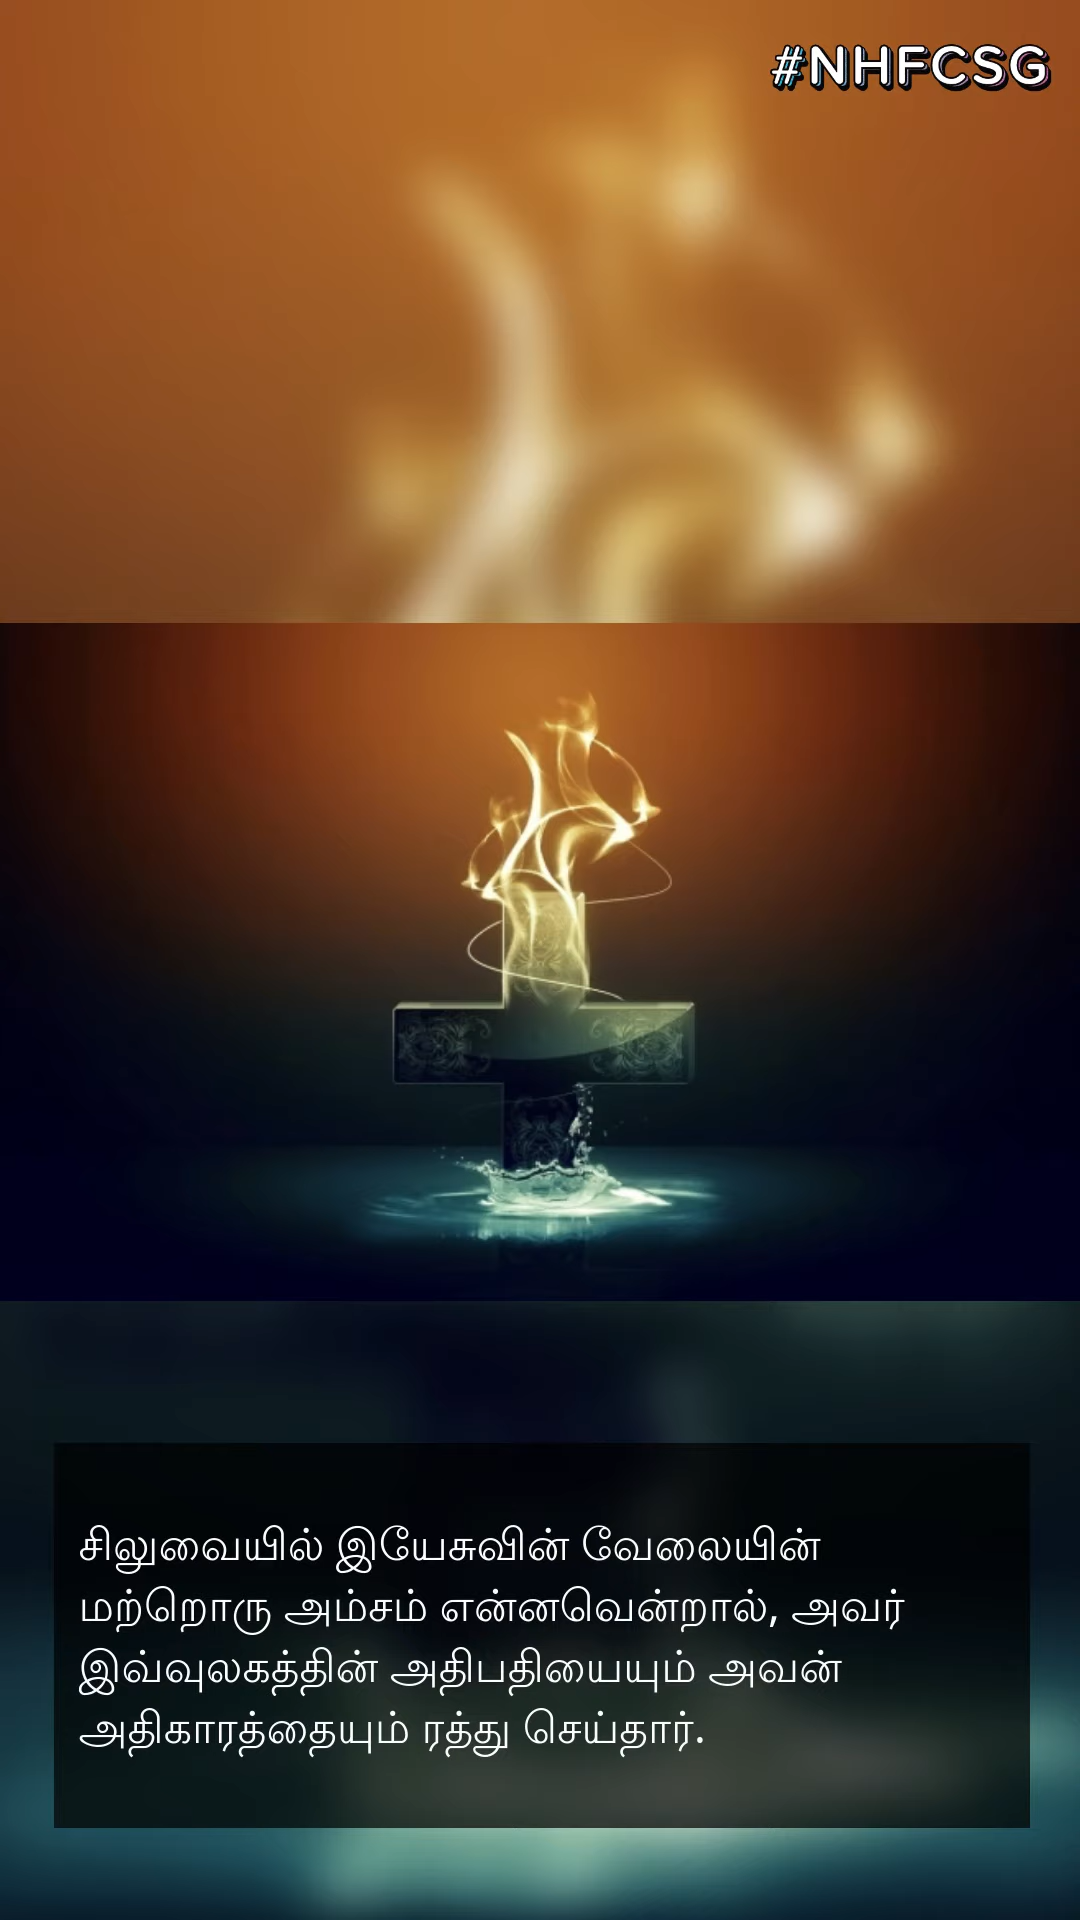 #NHFCSG
சிலுவையில் இயேசுவின் வேலையின்
மற்றொரு அம்சம் என்னவென்றால், அவர்
இவ்வுலகத்தின் அதிபதியையும் அவன்
அதிகாரத்தையும் ரத்து செய்தார்.